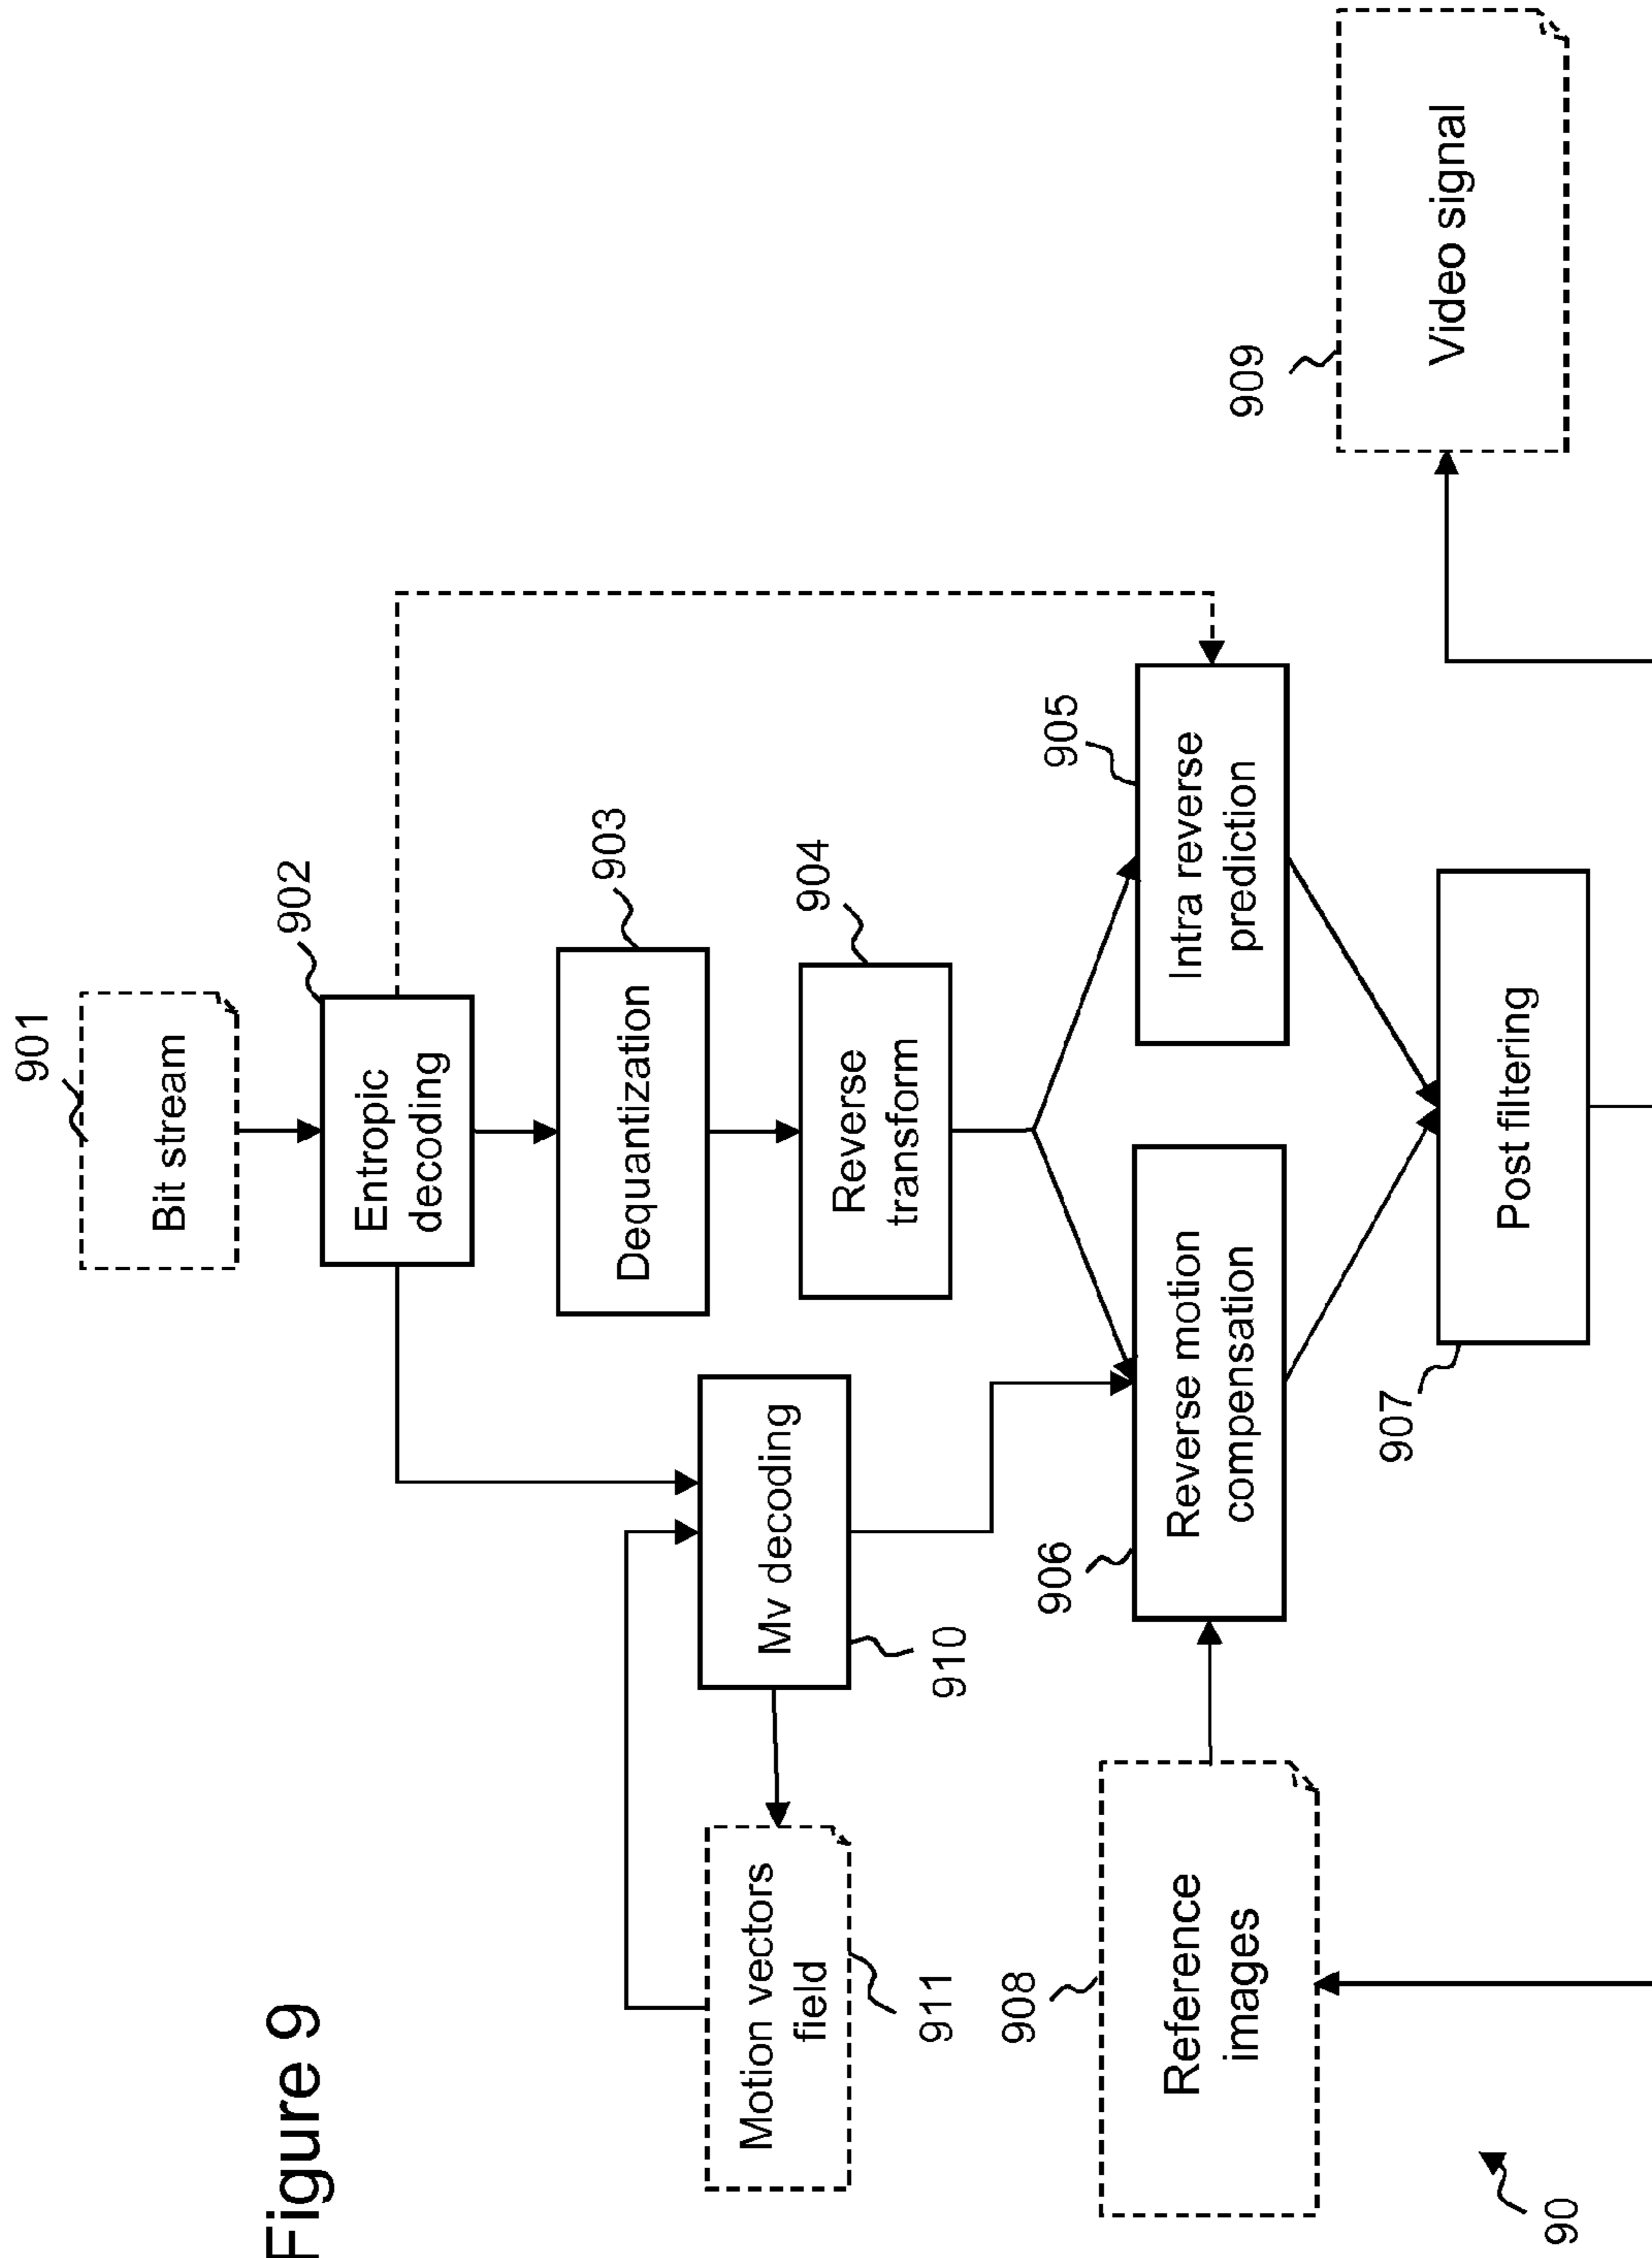 Figure 9
901
Bit stream
902
Entropic
decoding
903
Dequantization
904
Reverse
transform
Mv decoding
910
Motion vectors
field
911
905
Intra reverse
prediction
906
Reverse motion
compensation
908
Reference
images
907
Post filtering
909
Video signal
90